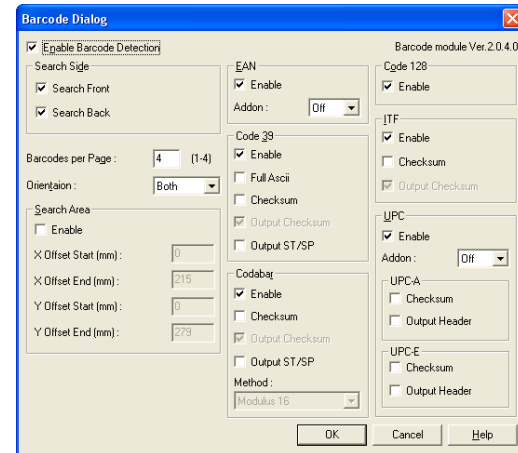 Barcode Dialog
Enable Barcode Detection
Barcode module Ver.2.0.4.0
Search Side
Search Front
Search Back
Barcodes per Page :
4
(1-4)
Orientaion :
Both
Search Area
Enable
X Offset Start (mm) :
0
X Offset End (mm) :
215
Y Offset Start (mm) :
0
Y Offset End (mm) :
279
EAN
Enable
Addon :
Off
Code 39
Enable
Full Ascii
Checksum
Output Checksum
Output ST/SP
Codabar
Enable
Checksum
Output Checksum
Output ST/SP
Method :
Modulus 16
Code 128
Enable
ITF
Enable
Checksum
Output Checksum
UPC
Enable
Addon :
Off
UPC-A
Checksum
Output Header
UPC-E
Checksum
Output Header
OK
Cancel
Help